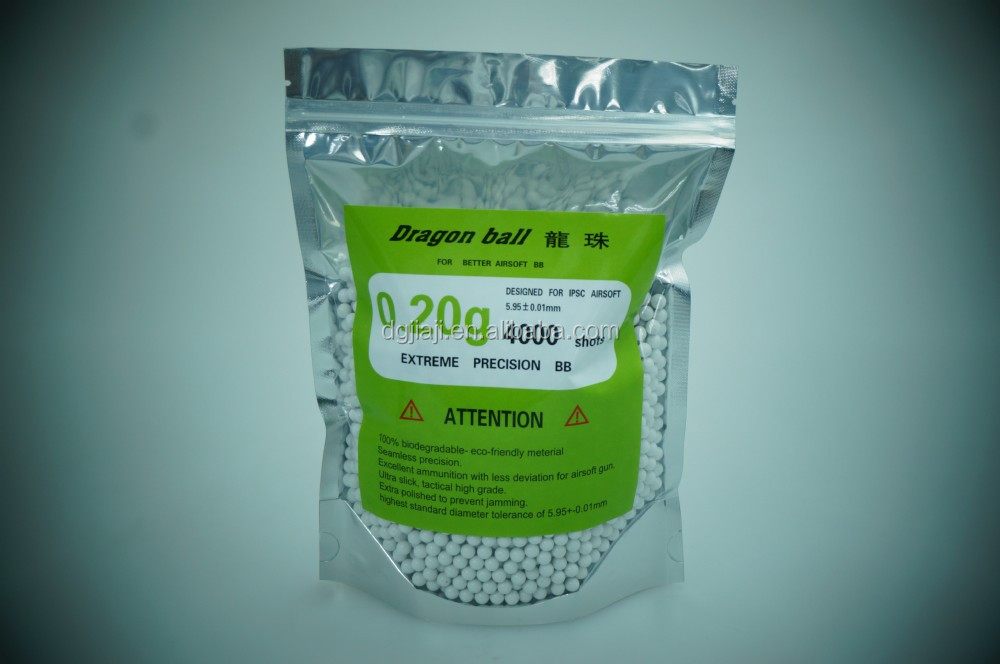 Dragon ball 龍 珠
FOR BETTER AIRSOFT BB
DESIGNED FOR IPSC AIRSOFT
5.95±0.01mm
0.20g
4000 shots
dgjiaji.en.alibaba.com
EXTREME PRECISION BB
ATTENTION
100% biodegradable- eco-friendly meterial
Seamless precision.
Excellent ammunition with less deviation for airsoft gun.
Ultra slick, tactical high grade.
Extra polished to prevent jamming.
highest standard diameter tolerance of 5.95+-0.01mm